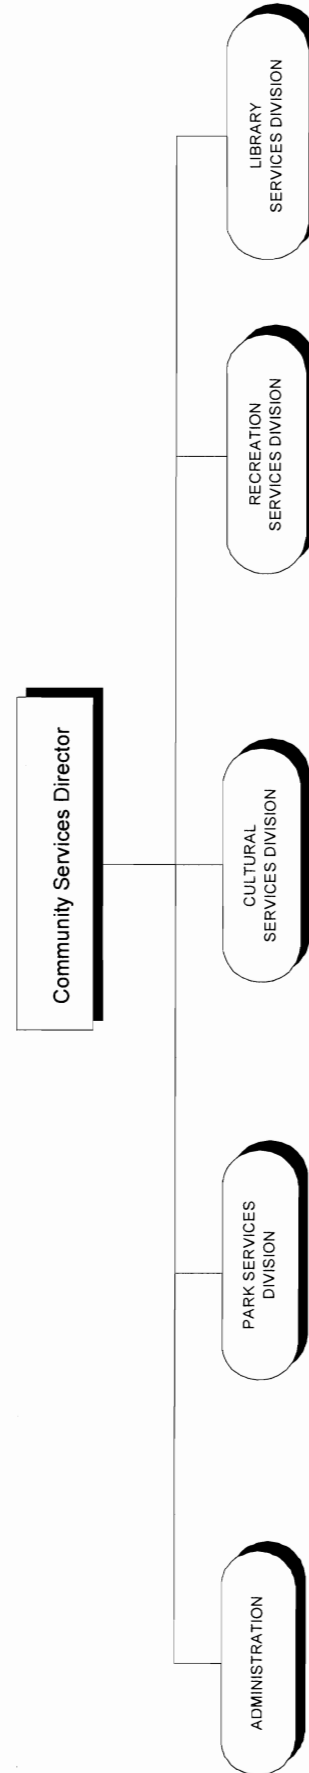 Community Services Director
ADMINISTRATION
PARK SERVICES
DIVISION
CULTURAL
SERVICES DIVISION
RECREATION
SERVICES DIVISION
LIBRARY
SERVICES DIVISION